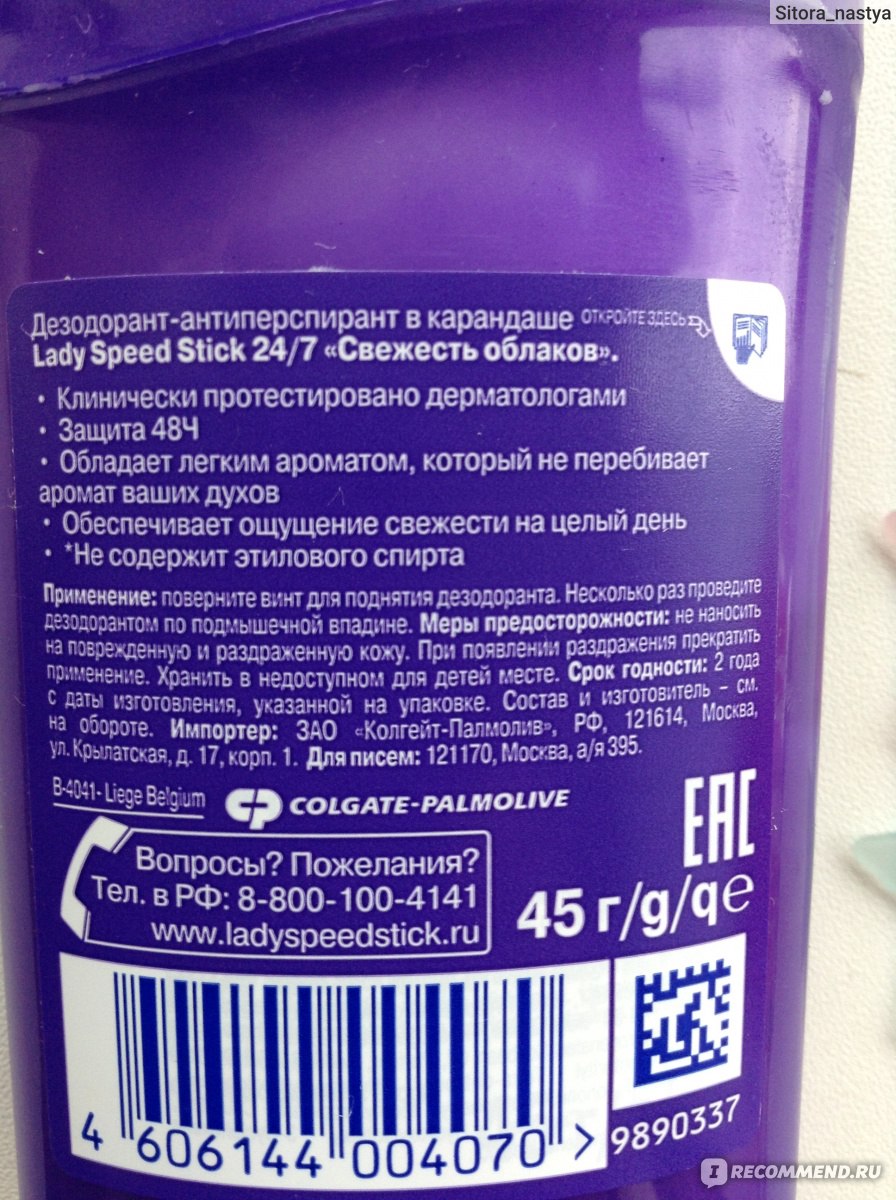 Sitora_nastya
Дезодорант-антиперспирант в карандаше ОТКРОЙТЕ ЗДЕСЬ
Lady Speed Stick 24/7 «Свежесть облаков».
• Клинически протестировано дерматологами
• Защита 48Ч
• Обладает легким ароматом, который не перебивает
аромат ваших духов
• Обеспечивает ощущение свежести на целый день
• *Не содержит этилового спирта
Применение: поверните винт для поднятия дезодоранта. Несколько раз проведите
дезодорантом по подмышечной впадине. Меры предосторожности: не наносить
на поврежденную и раздраженную кожу. При появлении раздражения прекратить
применение. Хранить в недоступном для детей месте. Срок годности: 2 года
с даты изготовления, указанной на упаковке. Состав и изготовитель – см.
на обороте. Импортер: ЗАО «Колгейт-Палмолив», РФ, 121614, Москва,
ул. Крылатская, д. 17, корп. 1. Для писем: 121170, Москва, а/я 395.
B-4041- Liege Belgium CP COLGATE-PALMOLIVE
EAC
Вопросы? Пожелания?
Тел. в РФ: 8-800-100-4141
www.ladyspeedstick.ru
45 г/g/qe
4 606144 004070 >
9890337
I RECOMMEND.RU